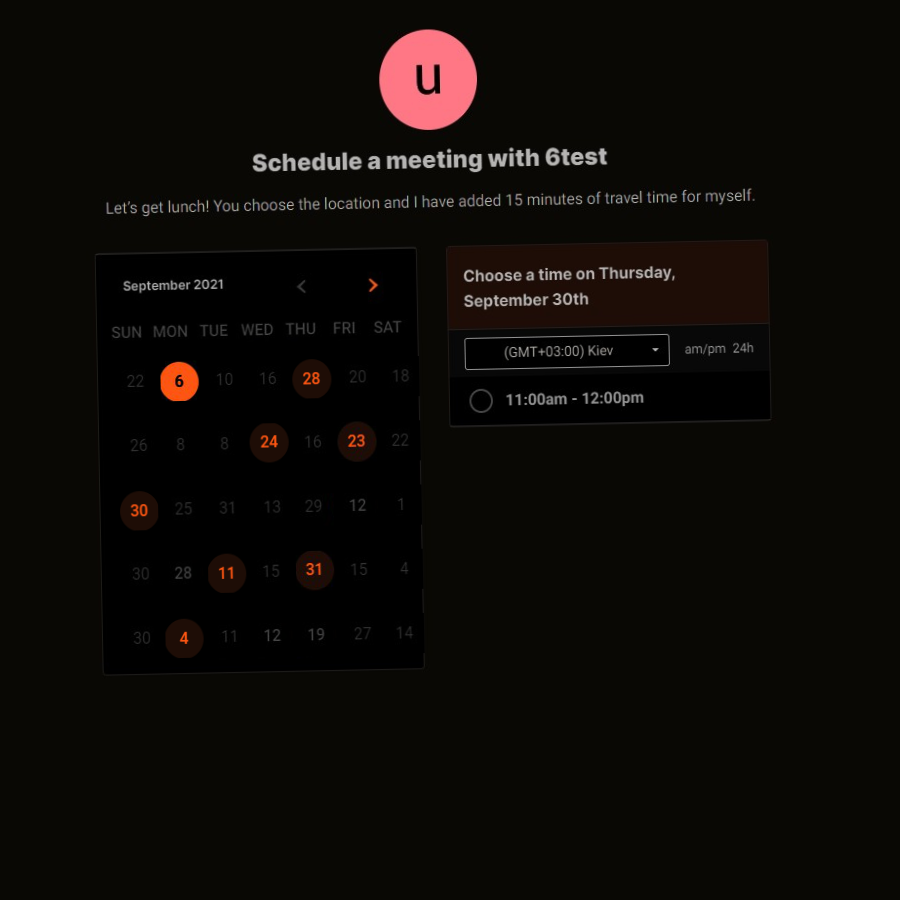 u
Schedule a meeting with 6test
Let's get lunch! You choose the location and I have added 15 minutes of travel time for myself.
September 2021
SUN MON TUE WED THU FRI SAT
22 6 10 16 28 20 18
26 8 8 24 16 23 22
30 25 31 13 29 12 1
30 28 11 15 31 15 4
30 4 11 12 19 27 14
Choose a time on Thursday,
September 30th
(GMT+03:00) Kiev am/pm 24h
11:00am - 12:00pm